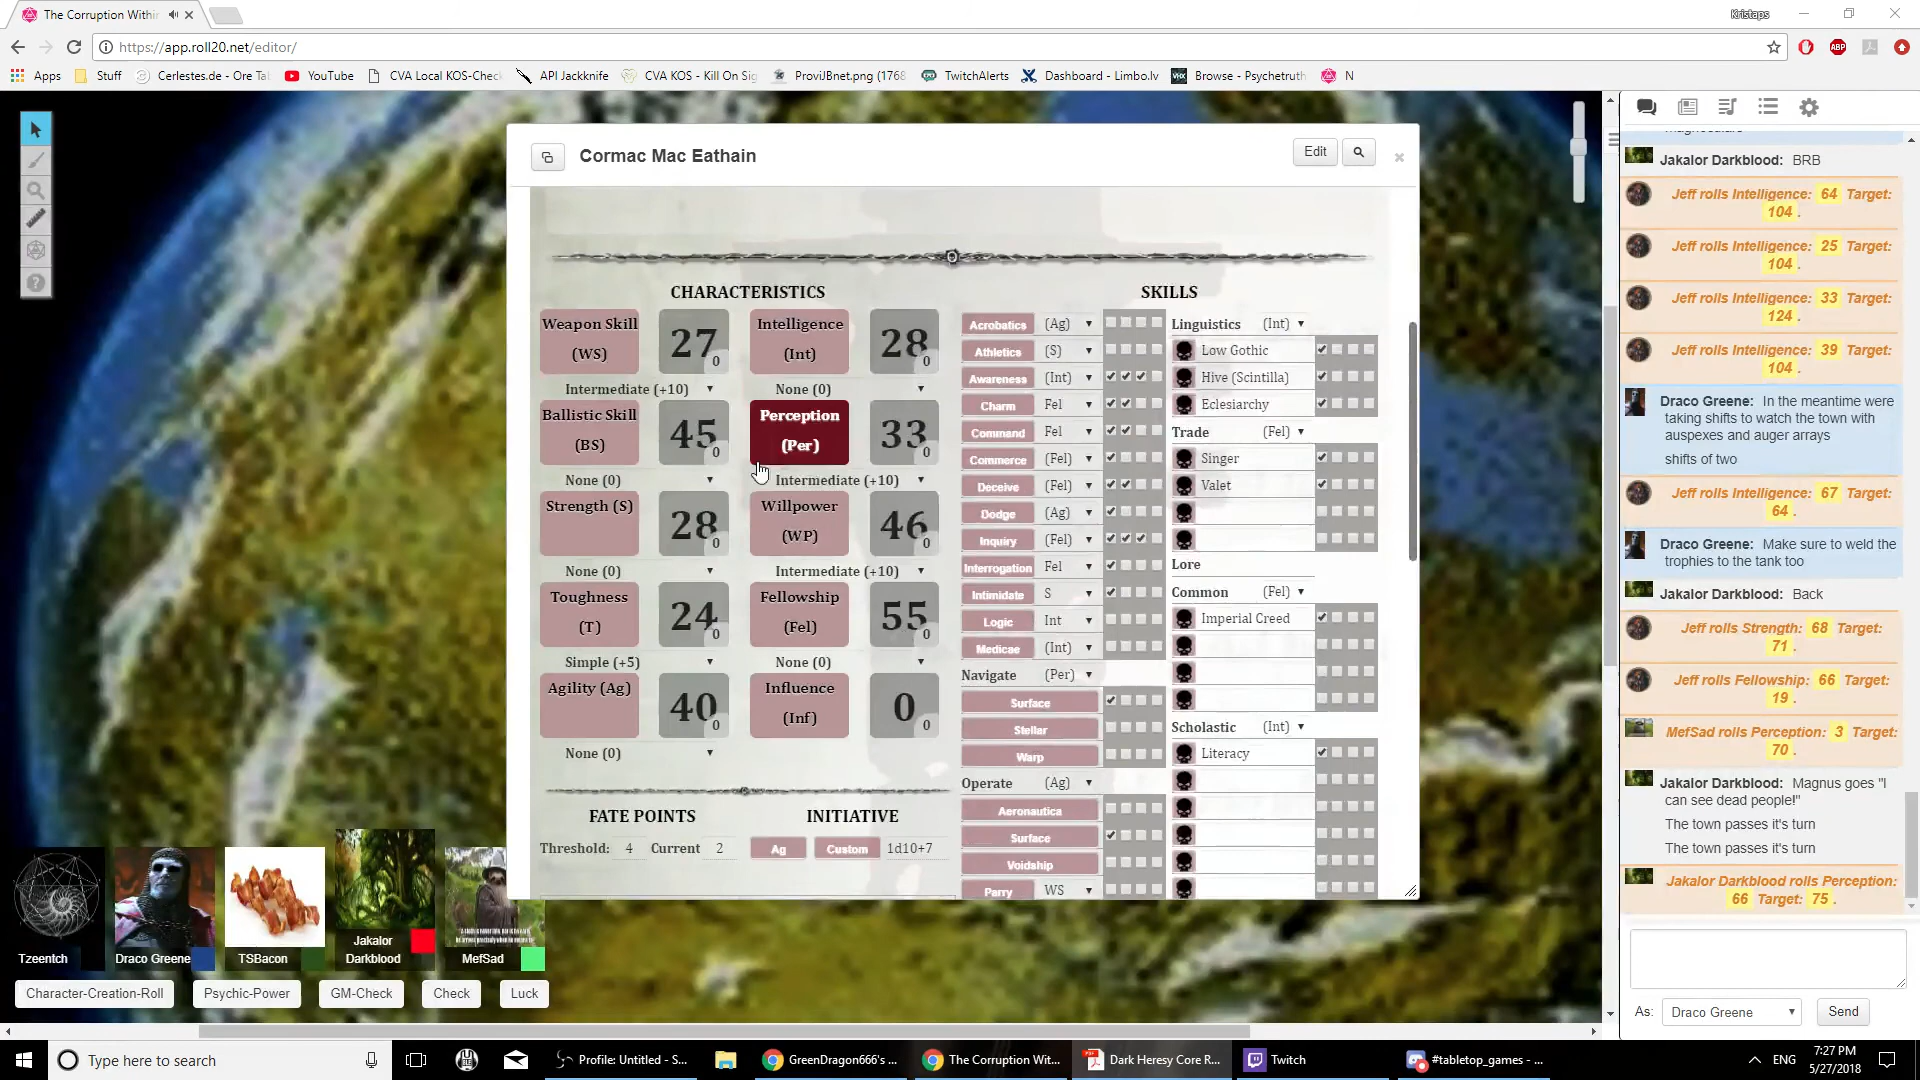 The Corruption Within
Kristaps
https://app.roll20.net/editor/
Apps
Stuff
Cerlestes.de - Ore Ta
YouTube
CVA Local KOS-Check
API Jackknife
CVA KOS - Kill On Sig
ProviJBnet.png (1768
TwitchAlerts
Dashboard - Limbo.lv
Browse - Psychetruth
N
Cormac Mac Eathain
Edit
CHARACTERISTICS
Weapon Skill (WS) 27 0
Intelligence (Int) 28 0
Intermediate (+10)
None (0)
Ballistic Skill (BS) 45 0
Perception (Per) 33 0
None (0)
Intermediate (+10)
Strength (S) 28 0
Willpower (WP) 46 0
None (0)
Intermediate (+10)
Toughness (T) 24 0
Fellowship (Fel) 55 0
Simple (+5)
None (0)
Agility (Ag) 40 0
Influence (Inf) 0 0
None (0)
FATE POINTS
Threshold: 4 Current 2
INITIATIVE
Ag Custom 1d10+7
SKILLS
Acrobatics (Ag)
Athletics (S)
Awareness (Int)
Charm Fel
Command Fel
Commerce (Fel)
Deceive (Fel)
Dodge (Ag)
Inquiry (Fel)
Interrogation Fel
Intimidate S
Logic Int
Medicae (Int)
Navigate (Per)
Surface
Stellar
Warp
Operate (Ag)
Aeronautica
Surface
Voidship
Parry WS
Linguistics (Int)
Low Gothic
Hive (Scintilla)
Eclesiarchy
Trade (Fel)
Singer
Valet
Lore
Common (Fel)
Imperial Creed
Scholastic (Int)
Literacy
Jakalor Darkblood: BRB
Jeff rolls Intelligence: 64 Target:
104 .
Jeff rolls Intelligence: 25 Target:
104 .
Jeff rolls Intelligence: 33 Target:
124 .
Jeff rolls Intelligence: 39 Target:
104 .
Draco Greene: In the meantime were
taking shifts to watch the town with
auspexes and auger arrays
shifts of two
Jeff rolls Intelligence: 67 Target:
64 .
Draco Greene: Make sure to weld the
trophies to the tank too
Jakalor Darkblood: Back
Jeff rolls Strength: 68 Target:
71 .
Jeff rolls Fellowship: 66 Target:
19 .
MefSad rolls Perception: 3 Target:
70 .
Jakalor Darkblood: Magnus goes "I
can see dead people!"
The town passes it's turn
The town passes it's turn
Jakalor Darkblood rolls Perception:
66 Target: 75 .
As: Draco Greene Send
Tzeentch
Draco Greene
TSBacon
Jakalor
Darkblood
MefSad
Character-Creation-Roll
Psychic-Power
GM-Check
Check
Luck
Type here to search
Profile: Untitled - S...
GreenDragon666's ...
The Corruption Wit...
Dark Heresy Core R...
Twitch
#tabletop_games - ...
ENG
7:27 PM
5/27/2018